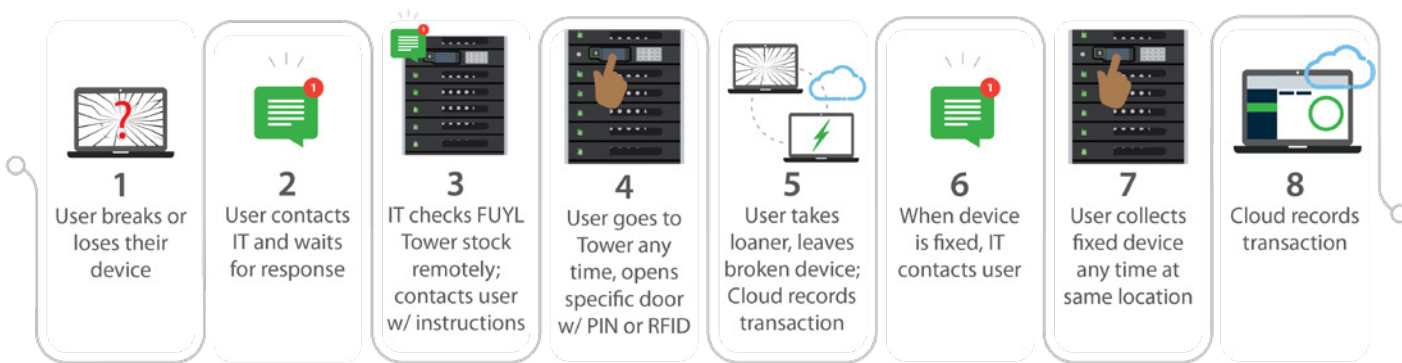 ?
1
User breaks or
loses their
device
1
2
User contacts
IT and waits
for response
1
3
IT checks FUYL
Tower stock
remotely;
contacts user
w/ instructions
4
User goes to
Tower any
time, opens
specific door
w/ PIN or RFID
5
User takes
loaner, leaves
broken device;
Cloud records
transaction
1
6
When device
is fixed, IT
contacts user
7
User collects
fixed device
any time at
same location
8
Cloud records
transaction